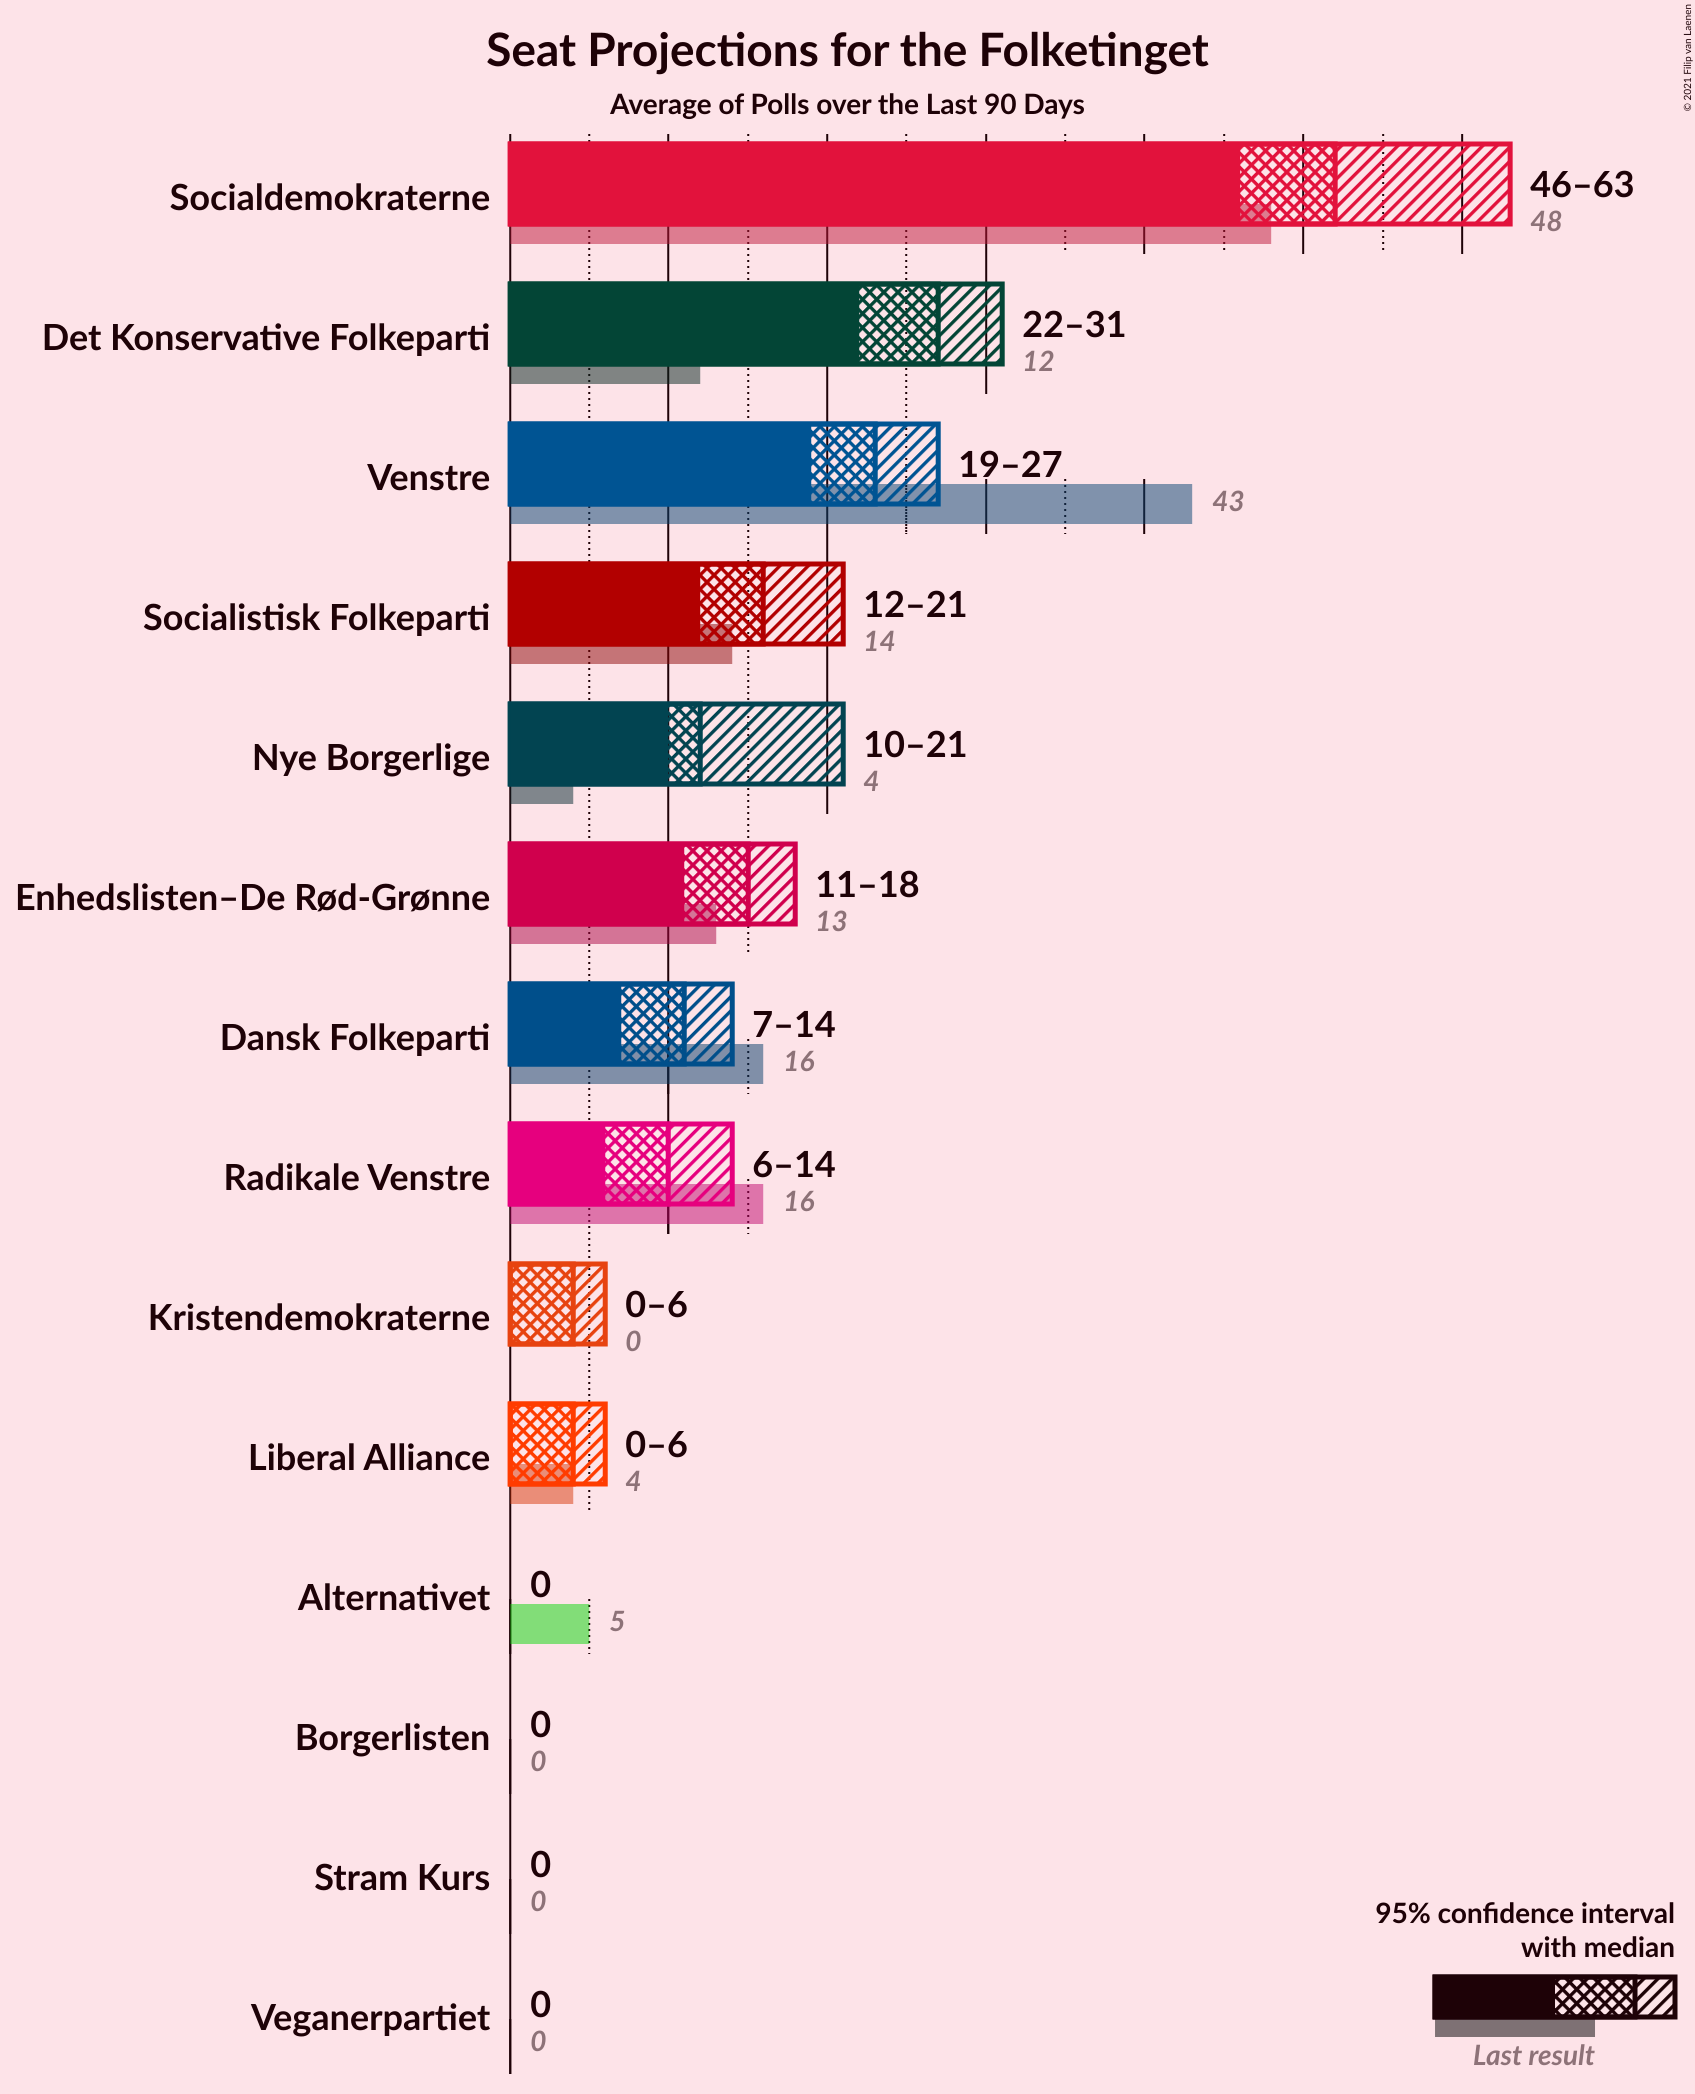 Seat Projections for the Folketinget
Average of Polls over the Last 90 Days
© 2021 Filip van Laenen
Socialdemokraterne
46–63
48
Det Konservative Folkeparti
22–31
12
Venstre
19–27
43
Socialistisk Folkeparti
12–21
14
Nye Borgerlige
10–21
4
Enhedslisten–De Rød-Grønne
11–18
13
Dansk Folkeparti
7–14
16
Radikale Venstre
6–14
16
Kristendemokraterne
0–6
0
Liberal Alliance
0–6
4
Alternativet
0
5
Borgerlisten
0
0
Stram Kurs
0
0
Veganerpartiet
0
0
95% confidence interval
with median
Last result